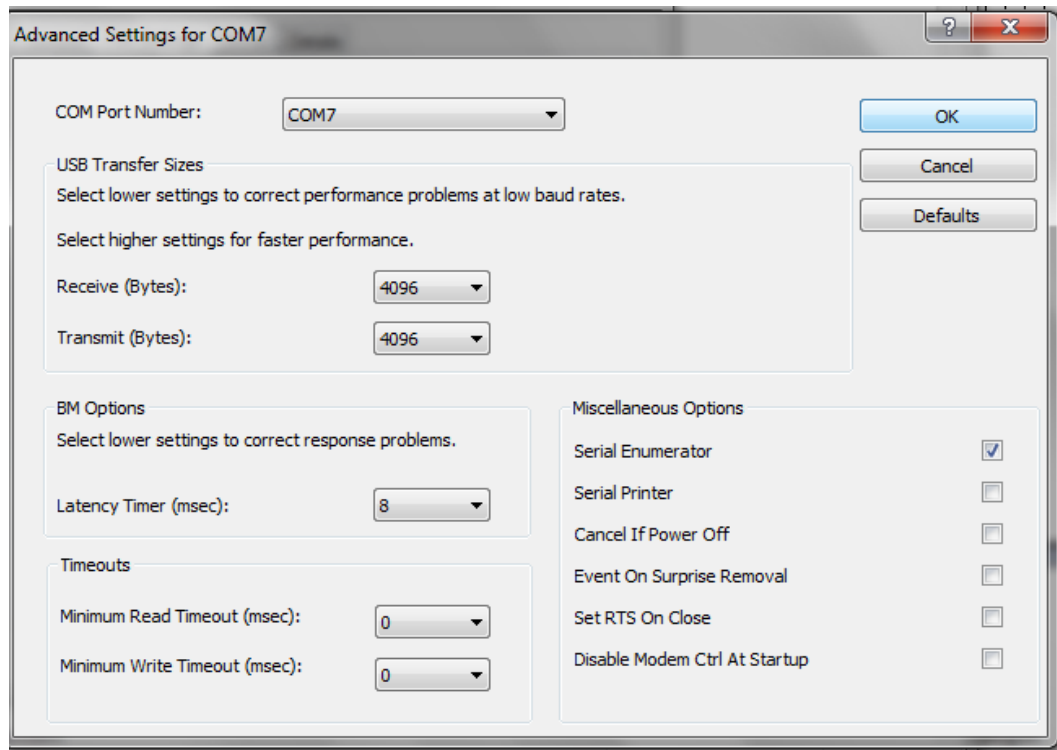 Advanced Settings for COM7
COM Port Number: COM7
OK
USB Transfer Sizes
Cancel
Select lower settings to correct performance problems at low baud rates.
Defaults
Select higher settings for faster performance.
Receive (Bytes): 4096
Transmit (Bytes): 4096
BM Options
Select lower settings to correct response problems.
Latency Timer (msec): 8
Timeouts
Minimum Read Timeout (msec): 0
Minimum Write Timeout (msec): 0
Miscellaneous Options
Serial Enumerator
Serial Printer
Cancel If Power Off
Event On Surprise Removal
Set RTS On Close
Disable Modem Ctrl At Startup